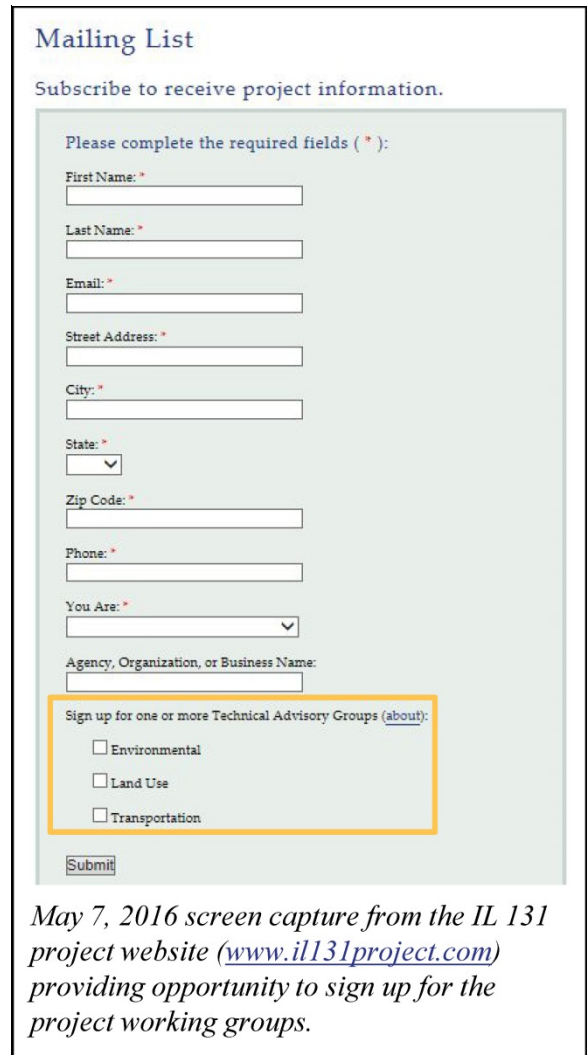 Mailing List
Subscribe to receive project information.
Please complete the required fields ( * ):
First Name: *
Last Name: *
Email: *
Street Address: *
City: *
State: *
Zip Code: *
Phone: *
You Are: *
Agency, Organization, or Business Name:
Sign up for one or more Technical Advisory Groups (about):
Environmental
Land Use
Transportation
Submit
May 7, 2016 screen capture from the IL 131
project website (www.il131project.com)
providing opportunity to sign up for the
project working groups.